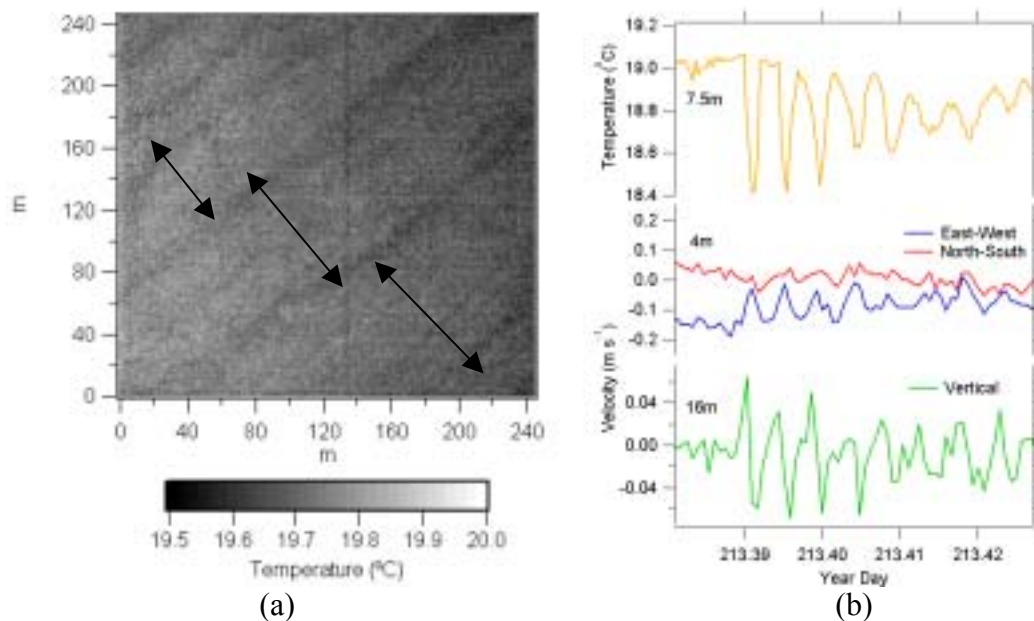 240
200
160
120
80
40
0
m
0 40 80 120 160 200 240
m
19.5 19.6 19.7 19.8 19.9 20.0
Temperature (ºC)
(a)
19.2
19.0
18.8
18.6
18.4
Temperature (°C)
7.5m
0.2
0.1
0.0
-0.1
-0.2
4m
East-West
North-South
Velocity (m s⁻¹)
0.04
0.00
-0.04
16m
Vertical
213.39 213.40 213.41 213.42
Year Day
(b)